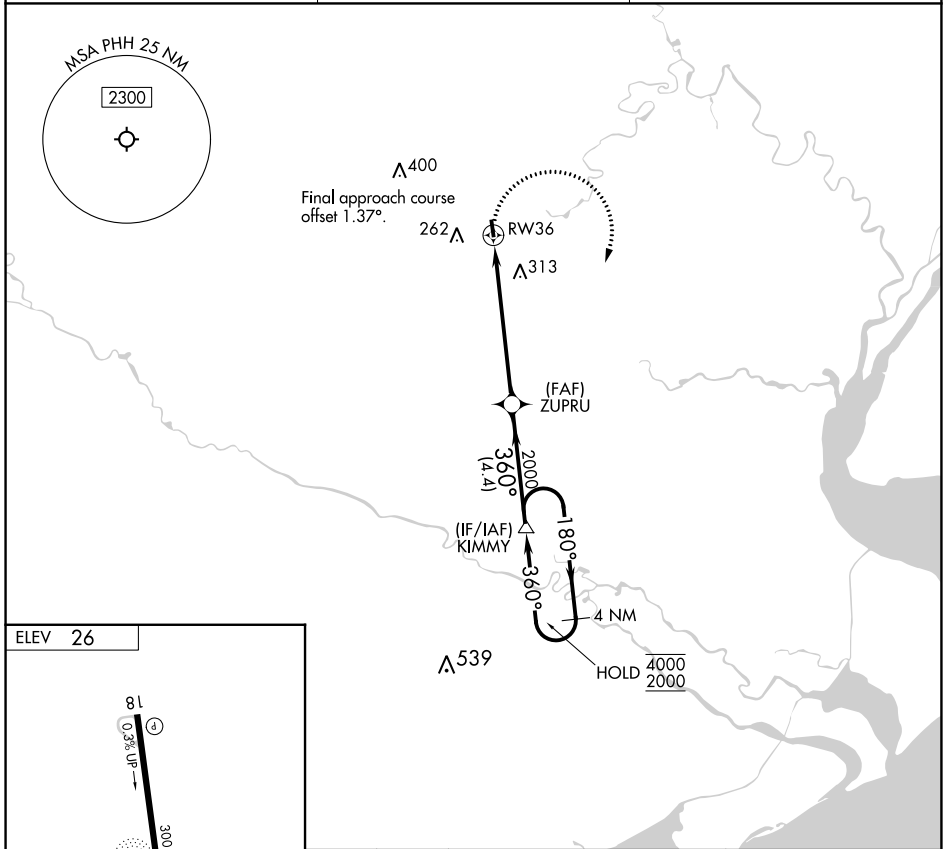 MSA PHH 25 NM
2300
400
Final approach course
offset 1.37°.
262
RW36
313
(FAF)
ZUPRU
2000
360°
(4.4)
(IF/IAF)
KIMMY
180°
360°
4 NM
HOLD
4000
2000
539
ELEV 26
18
P
0.3% UP
300